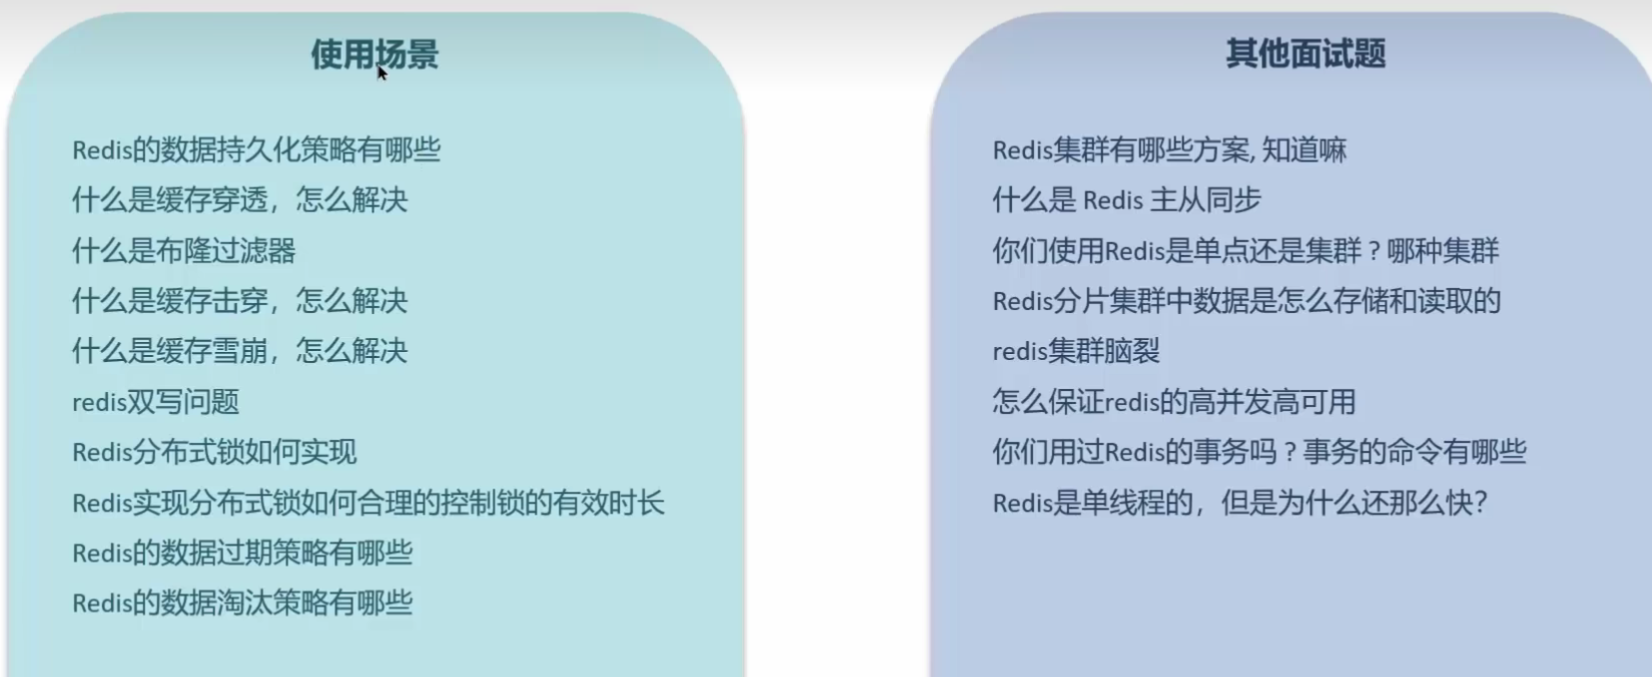 使用场景
Redis的数据持久化策略有哪些
什么是缓存穿透，怎么解决
什么是布隆过滤器
什么是缓存击穿，怎么解决
什么是缓存雪崩，怎么解决
redis双写问题
Redis分布式锁如何实现
Redis实现分布式锁如何合理的控制锁的有效时长
Redis的数据过期策略有哪些
Redis的数据淘汰策略有哪些
其他面试题
Redis集群有哪些方案, 知道嘛
什么是 Redis 主从同步
你们使用Redis是单点还是集群？哪种集群
Redis分片集群中数据是怎么存储和读取的
redis集群脑裂
怎么保证redis的高并发高可用
你们用过Redis的事务吗？事务的命令有哪些
Redis是单线程的，但是为什么还那么快？